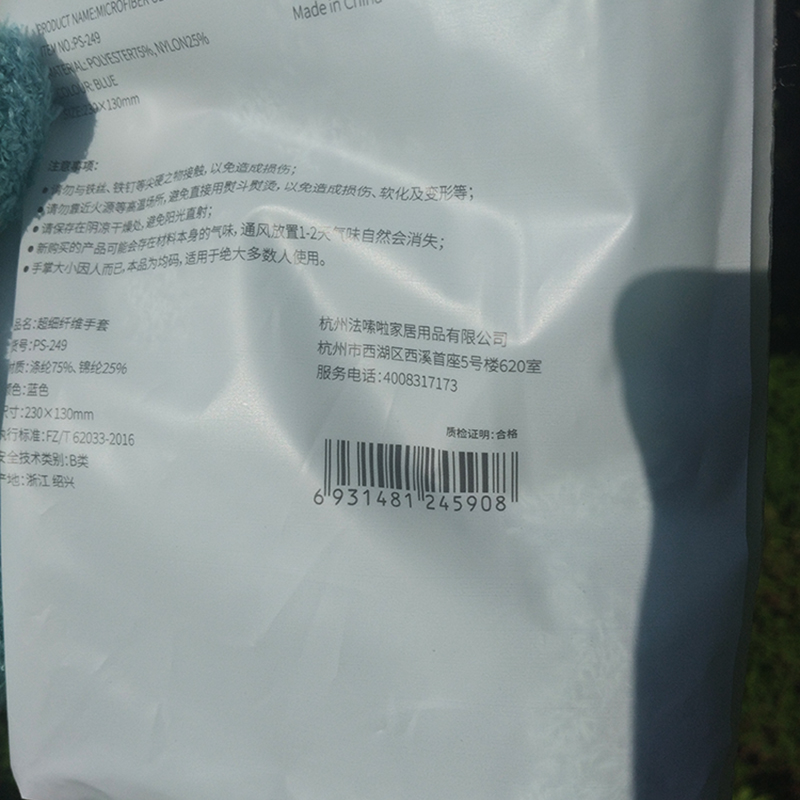 PRODUCT NAME:MICROFIBER
Made in China
ITEM NO.:PS-249
MATERIAL:POLYESTER75%, NYLON25%
COLOUR: BLUE
SIZE:230×130mm
注意事项:
• 请勿与铁丝、铁钉等尖硬之物接触, 以免造成损伤;
• 请勿靠近火源等高温场所, 避免直接用熨斗熨烫, 以免造成损伤、软化及变形等;
• 请保存在阴凉干燥处, 避免阳光直射;
• 新购买的产品可能会存在材料本身的气味, 通风放置1-2天气味自然会消失;
• 手掌大小因人而已, 本品为均码, 适用于绝大多数人使用。
品名:超细纤维手套
货号:PS-249
材质:涤纶75%、锦纶25%
颜色:蓝色
尺寸:230×130mm
执行标准:FZ/T 62033-2016
安全技术类别:B类
产地:浙江 绍兴
杭州法嗦啦家居用品有限公司
杭州市西湖区西溪首座5号楼620室
服务电话:4008317173
质检证明:合格
6 931481 245908